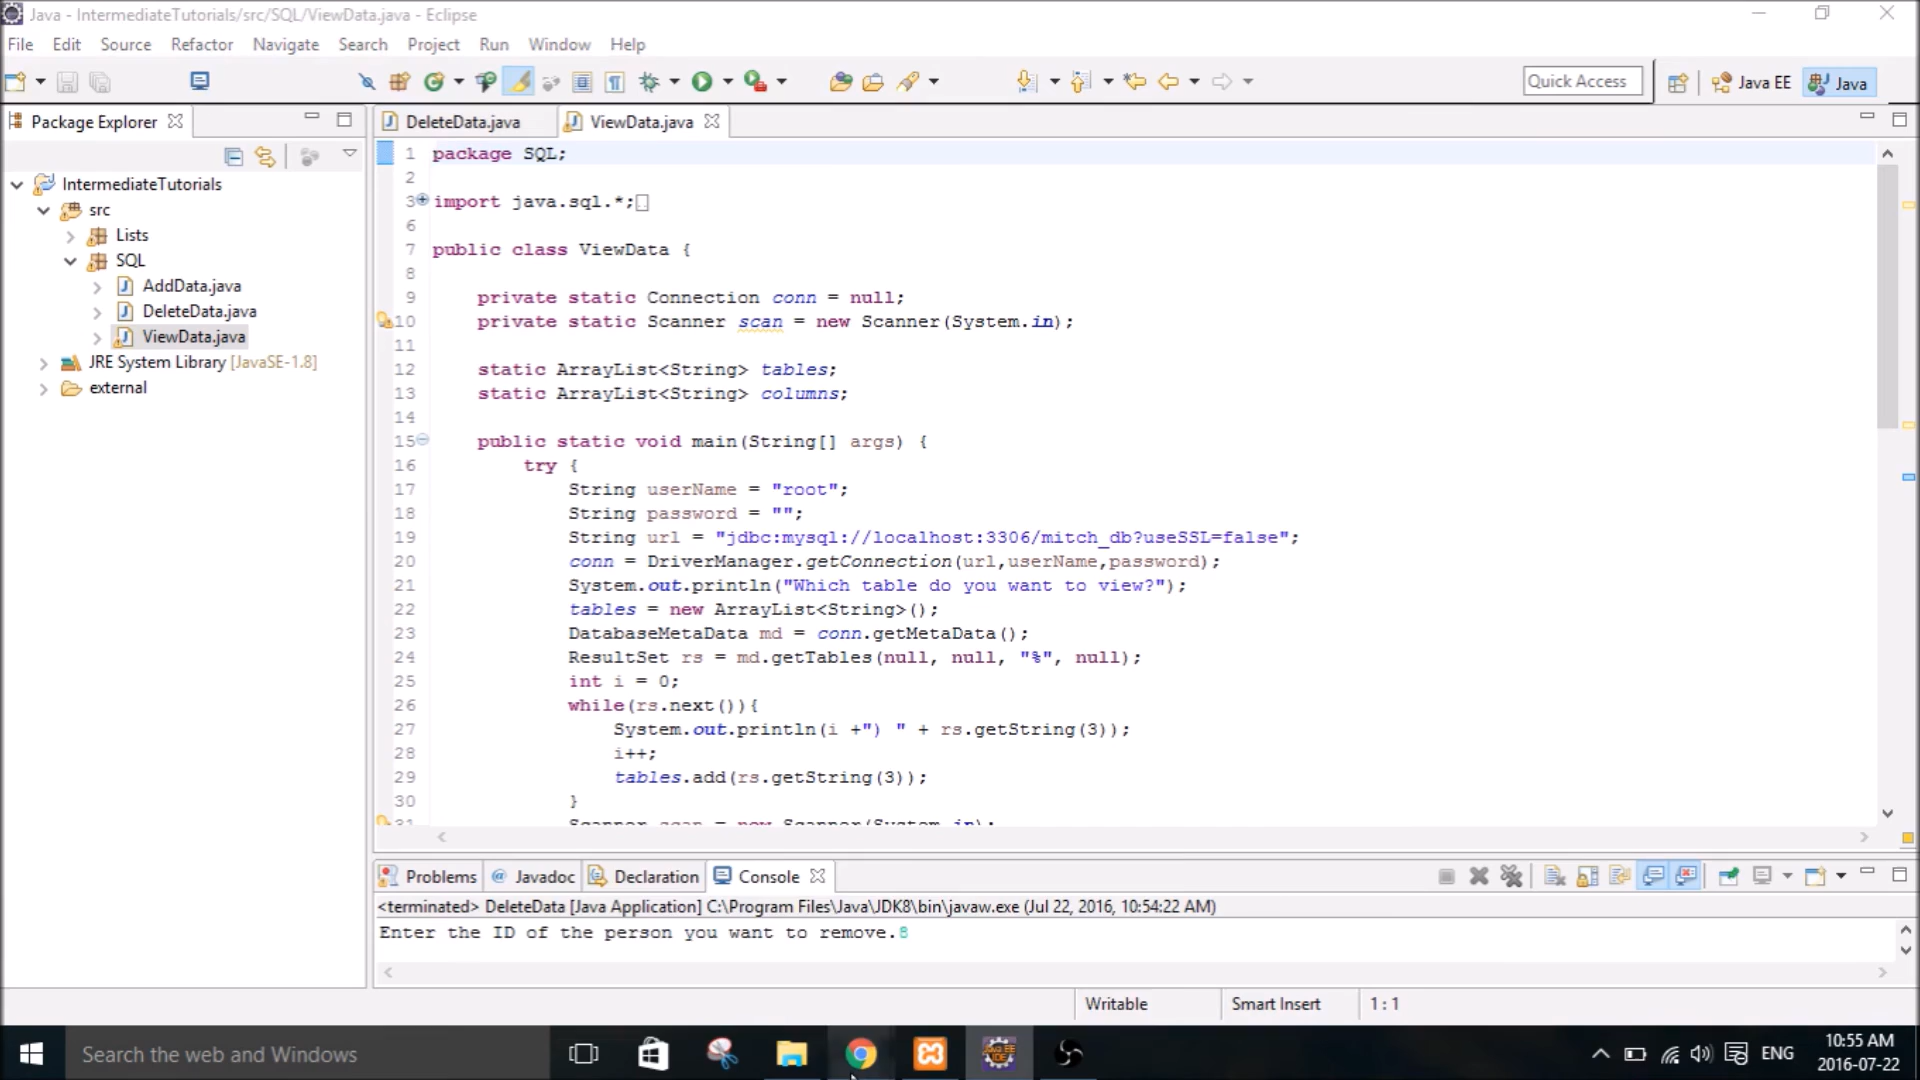 Java - IntermediateTutorials/src/SQL/ViewData.java - Eclipse
File Edit Source Refactor Navigate Search Project Run Window Help
Quick Access
Java EE
Java
Package Explorer
DeleteData.java
ViewData.java
IntermediateTutorials
src
Lists
SQL
AddData.java
DeleteData.java
ViewData.java
JRE System Library [JavaSE-1.8]
external
1 package SQL;
2
3 import java.sql.*;
6
7 public class ViewData {
8
9 private static Connection conn = null;
10 private static Scanner scan = new Scanner(System.in);
11
12 static ArrayList<String> tables;
13 static ArrayList<String> columns;
14
15 public static void main(String[] args) {
16 try {
17 String userName = "root";
18 String password = "";
19 String url = "jdbc:mysql://localhost:3306/mitch_db?useSSL=false";
20 conn = DriverManager.getConnection(url,userName,password);
21 System.out.println("Which table do you want to view?");
22 tables = new ArrayList<String>();
23 DatabaseMetaData md = conn.getMetaData();
24 ResultSet rs = md.getTables(null, null, "%", null);
25 int i = 0;
26 while(rs.next()){
27 System.out.println(i +") " + rs.getString(3));
28 i++;
29 tables.add(rs.getString(3));
30 }
31 Scanner scan = new Scanner(System.in);
Problems Javadoc Declaration Console
<terminated> DeleteData [Java Application] C:\Program Files\Java\JDK8\bin\javaw.exe (Jul 22, 2016, 10:54:22 AM)
Enter the ID of the person you want to remove.8
Writable Smart Insert 1 : 1
Search the web and Windows
ENG
10:55 AM
2016-07-22